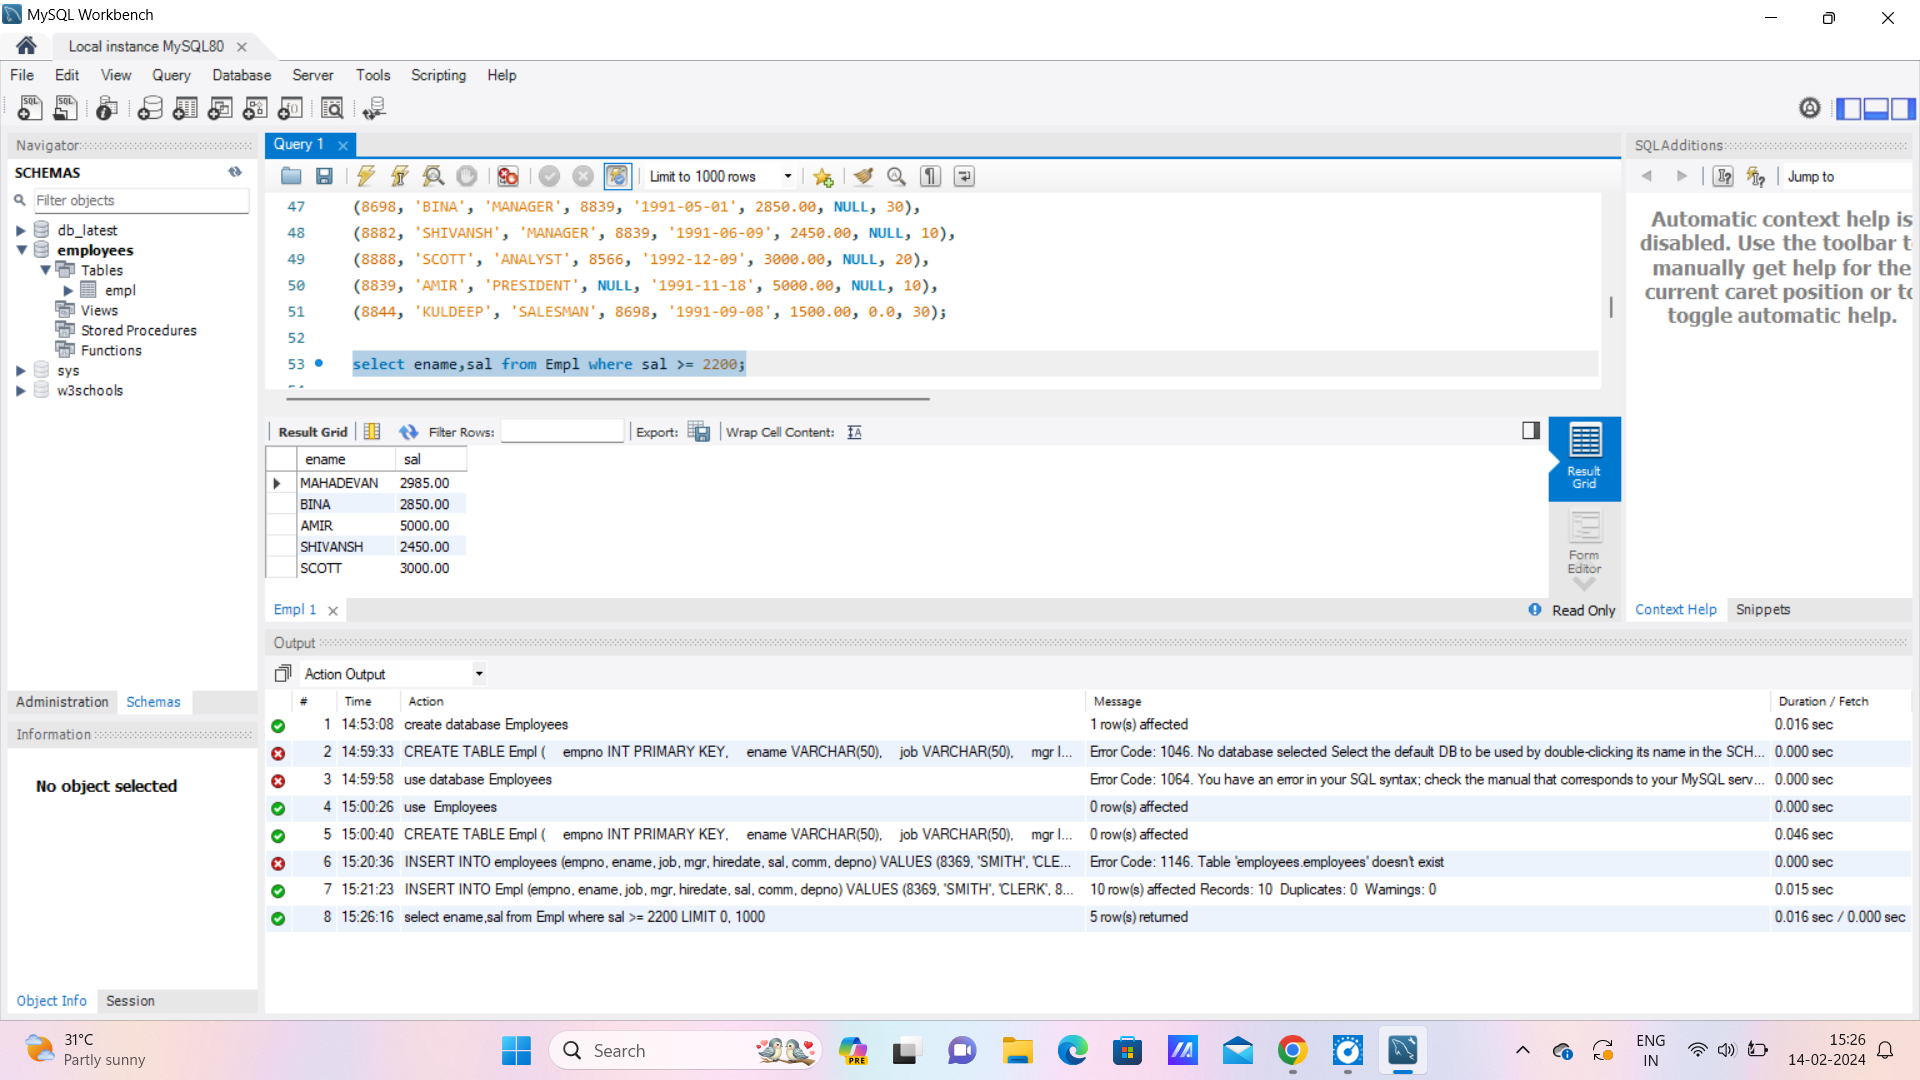 MySQL Workbench
Local instance MySQL80
File Edit View Query Database Server Tools Scripting Help
Navigator
SCHEMAS
Filter objects
db_latest
employees
Tables
empl
Views
Stored Procedures
Functions
sys
w3schools
Administration Schemas
Information
No object selected
Object Info Session
Query 1
Limit to 1000 rows
47 (8698, 'BINA', 'MANAGER', 8839, '1991-05-01', 2850.00, NULL, 30),
48 (8882, 'SHIVANSH', 'MANAGER', 8839, '1991-06-09', 2450.00, NULL, 10),
49 (8888, 'SCOTT', 'ANALYST', 8566, '1992-12-09', 3000.00, NULL, 20),
50 (8839, 'AMIR', 'PRESIDENT', NULL, '1991-11-18', 5000.00, NULL, 10),
51 (8844, 'KULDEEP', 'SALESMAN', 8698, '1991-09-08', 1500.00, 0.0, 30);
52
53 select ename,sal from Empl where sal >= 2200;
Result Grid Filter Rows: Export: Wrap Cell Content:
ename sal
MAHADEVAN 2985.00
BINA 2850.00
AMIR 5000.00
SHIVANSH 2450.00
SCOTT 3000.00
Result
Grid
Form
Editor
Empl 1
Read Only
SQLAdditions
Jump to
Automatic context help is
disabled. Use the toolbar t
manually get help for the
current caret position or to
toggle automatic help.
Context Help Snippets
Output
Action Output
# Time Action Message Duration / Fetch
1 14:53:08 create database Employees 1 row(s) affected 0.016 sec
2 14:59:33 CREATE TABLE Empl ( empno INT PRIMARY KEY, ename VARCHAR(50), job VARCHAR(50), mgr I... Error Code: 1046. No database selected Select the default DB to be used by double-clicking its name in the SCH... 0.000 sec
3 14:59:58 use database Employees Error Code: 1064. You have an error in your SQL syntax; check the manual that corresponds to your MySQL serv... 0.000 sec
4 15:00:26 use Employees 0 row(s) affected 0.000 sec
5 15:00:40 CREATE TABLE Empl ( empno INT PRIMARY KEY, ename VARCHAR(50), job VARCHAR(50), mgr I... 0 row(s) affected 0.046 sec
6 15:20:36 INSERT INTO employees (empno, ename, job, mgr, hiredate, sal, comm, depno) VALUES (8369, 'SMITH', 'CLE... Error Code: 1146. Table 'employees.employees' doesn't exist 0.000 sec
7 15:21:23 INSERT INTO Empl (empno, ename, job, mgr, hiredate, sal, comm, depno) VALUES (8369, 'SMITH', 'CLERK', 8... 10 row(s) affected Records: 10 Duplicates: 0 Warnings: 0 0.015 sec
8 15:26:16 select ename,sal from Empl where sal >= 2200 LIMIT 0, 1000 5 row(s) returned 0.016 sec / 0.000 sec
31°C
Partly sunny
Search
PRE
ENG
IN
15:26
14-02-2024